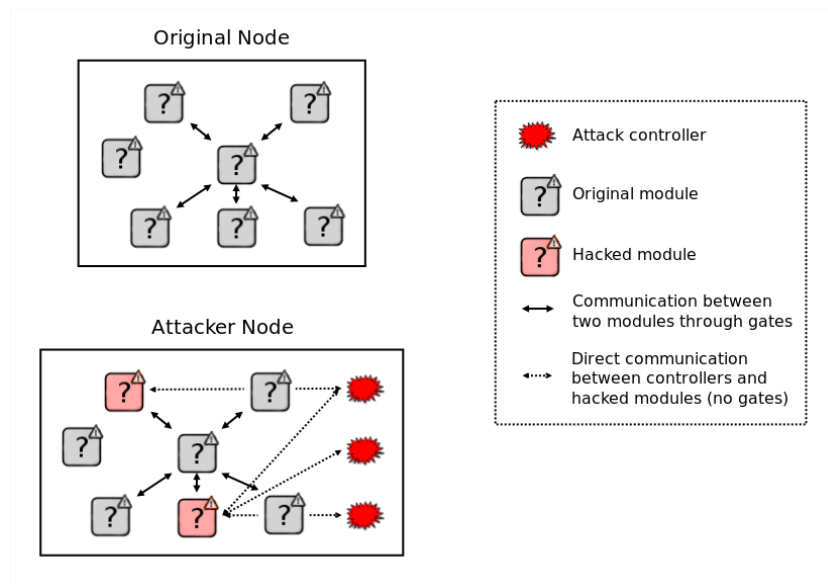 Original Node
?
?
?
?
?
?
?
Attack controller
?
Original module
?
Hacked module
Communication between
two modules through gates
Direct communication
between controllers and
hacked modules (no gates)
Attacker Node
?
?
?
?
?
?
?